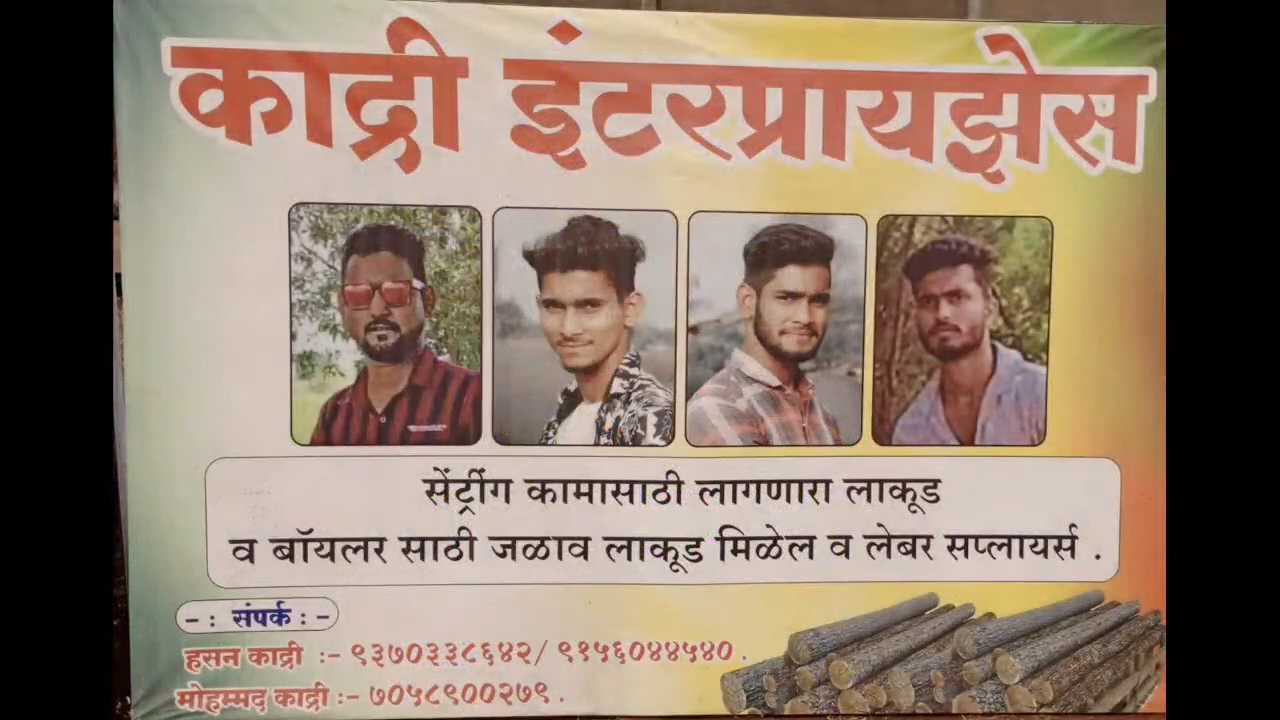 काद्री इंटरप्रायझेस
सेंट्रींग कामासाठी लागणारा लाकूड
व बॉयलर साठी जळाव लाकूड मिळेल व लेबर सप्लायर्स .
-: संपर्क :-
हसन काद्री :- ९३७०३३८६४२/ ९१५६०४४५४० .
मोहम्मद काद्री :- ७०५८९००२७९ .